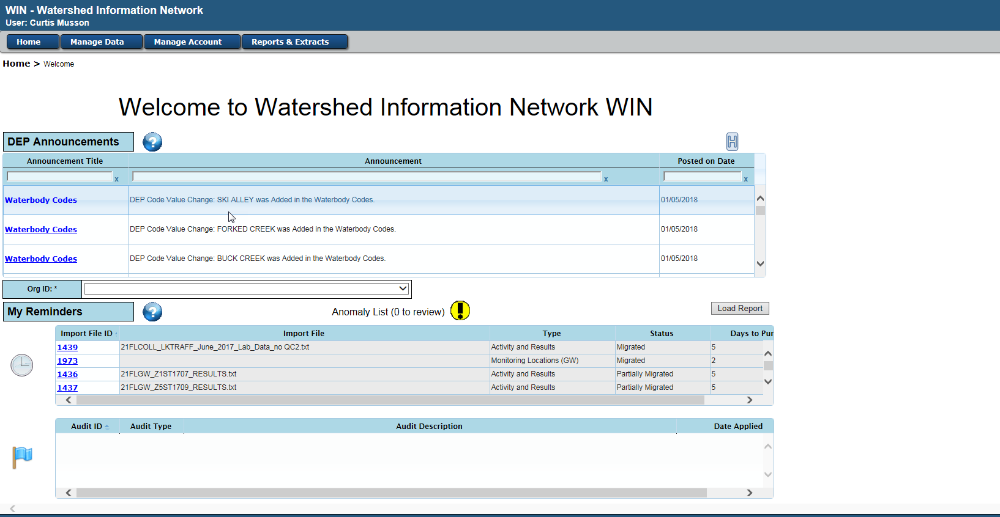 WIN - Watershed Information Network
User: Curtis Musson
Home Manage Data Manage Account Reports & Extracts
Home > Welcome
Welcome to Watershed Information Network WIN
DEP Announcements ? H
Announcement Title Announcement Posted on Date
x x x
Waterbody Codes DEP Code Value Change: SKI ALLEY was Added in the Waterbody Codes. 01/05/2018
Waterbody Codes DEP Code Value Change: FORKED CREEK was Added in the Waterbody Codes. 01/05/2018
Waterbody Codes DEP Code Value Change: BUCK CREEK was Added in the Waterbody Codes. 01/05/2018
Org ID: *
My Reminders ? Anomaly List (0 to review) ! Load Report
Import File ID Import File Type Status Days to Pur
1439 21FLCOLL_LKTRAFF_June_2017_Lab_Data_no QC2.txt Activity and Results Migrated 5
1973 Monitoring Locations (GW) Migrated 2
1436 21FLGW_Z1ST1707_RESULTS.txt Activity and Results Partially Migrated 5
1437 21FLGW_Z5ST1709_RESULTS.txt Activity and Results Partially Migrated 5
Audit ID Audit Type Audit Description Date Applied